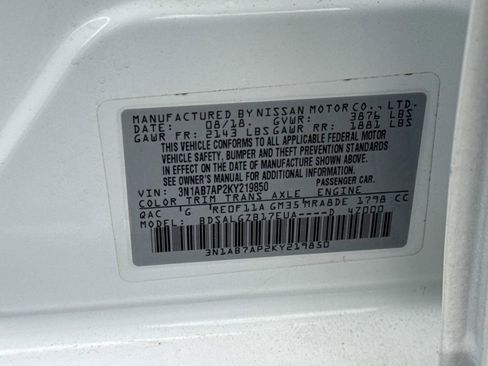 MANUFACTURED BY NISSAN MOTOR CO., LTD.
DATE: 08/18. GVWR: 3876 LBS
GAWR FR: 2143 LBS GAWR RR: 1881 LBS
THIS VEHICLE CONFORMS TO ALL APPLICABLE FEDERAL MOTOR
VEHICLE SAFETY, BUMPER AND THEFT PREVENTION STANDARDS
IN EFFECT ON THE DATE OF MANUFACTURE SHOWN ABOVE.
SEE OWNER'S MANUAL FOR MORE INFORMATION.
VIN: 3N1AB7AP2KY219850 PASSENGER CAR.
COLOR TRIM TRANS AXLE ENGINE
QAC G RE0F11A GM35 MRA8DE 1798 CC
MODEL: BDSALGZB17EUA----D 47000
3N1AB7AP2KY219850